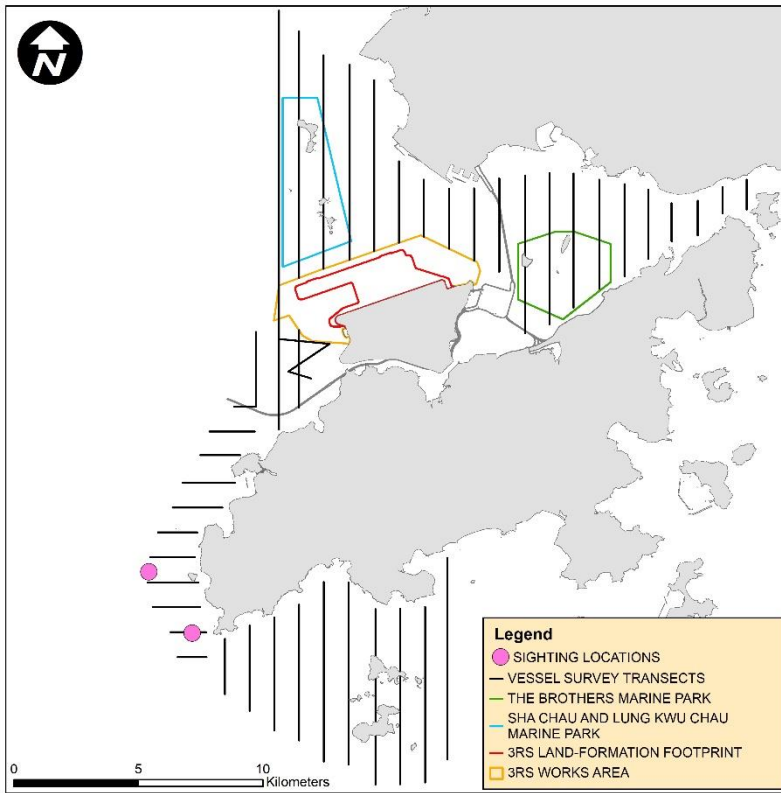 N
Legend
SIGHTING LOCATIONS
VESSEL SURVEY TRANSECTS
THE BROTHERS MARINE PARK
SHA CHAU AND LUNG KWU CHAU
MARINE PARK
3RS LAND-FORMATION FOOTPRINT
3RS WORKS AREA
0 5 10
Kilometers